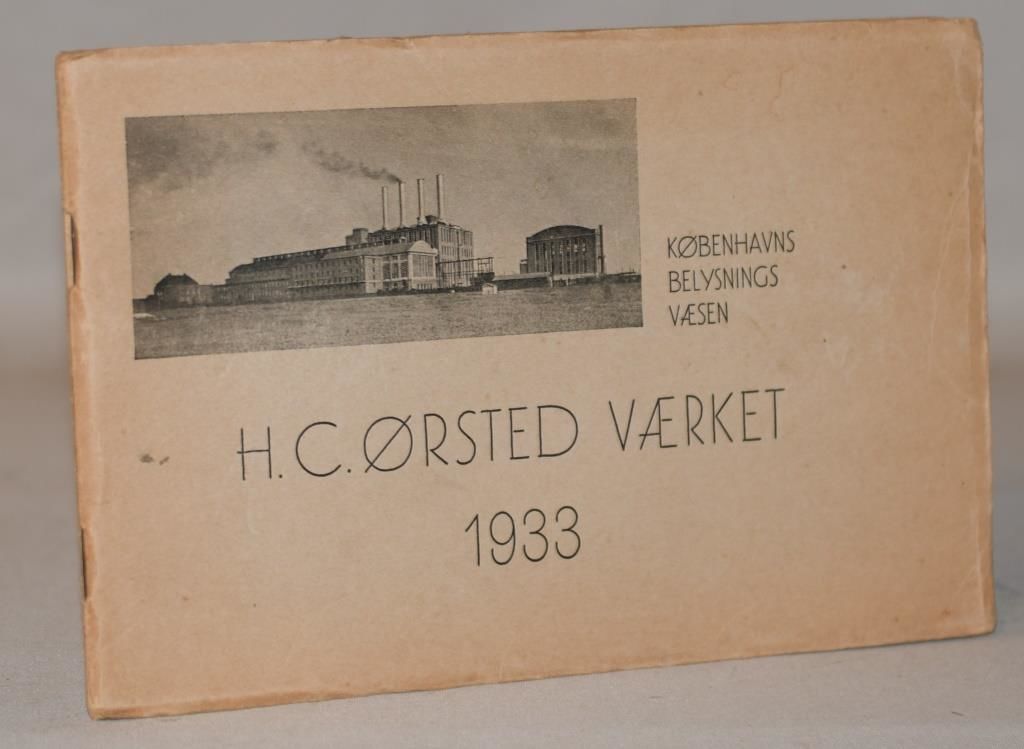 KØBENHAVNS
BELYSNINGS
VÆSEN
H.C. ØRSTED VÆRKET
1933